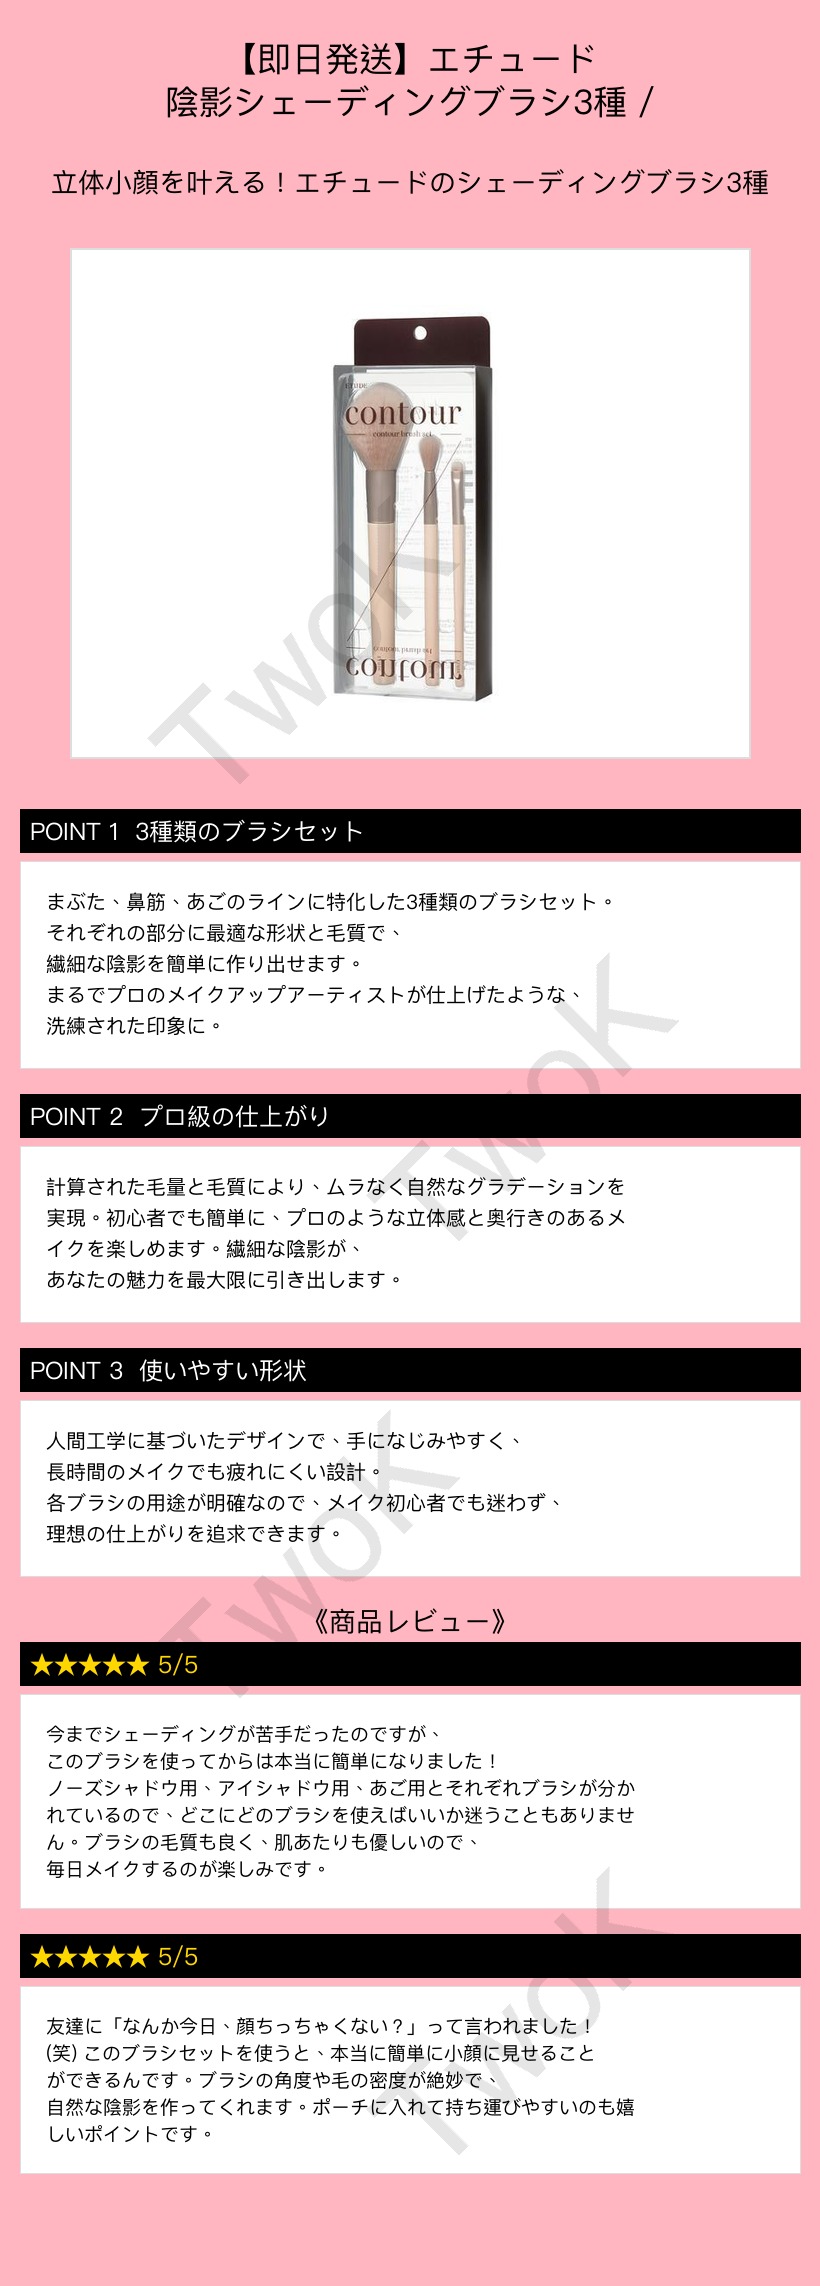 【即日発送】エチュード
陰影シェーディングブラシ3種 /
立体小顔を叶える！エチュードのシェーディングブラシ3種
ETUDE
contour
contour brush set
contour brush set
contour
TwoK
POINT 1 3種類のブラシセット
まぶた、鼻筋、あごのラインに特化した3種類のブラシセット。
それぞれの部分に最適な形状と毛質で、
繊細な陰影を簡単に作り出せます。
まるでプロのメイクアップアーティストが仕上げたような、
洗練された印象に。
TwoK
POINT 2 プロ級の仕上がり
計算された毛量と毛質により、ムラなく自然なグラデーションを
実現。初心者でも簡単に、プロのような立体感と奥行きのあるメ
イクを楽しめます。繊細な陰影が、
あなたの魅力を最大限に引き出します。
POINT 3 使いやすい形状
人間工学に基づいたデザインで、手になじみやすく、
長時間のメイクでも疲れにくい設計。
各ブラシの用途が明確なので、メイク初心者でも迷わず、
理想の仕上がりを追求できます。
TwoK
《商品レビュー》
★★★★★ 5/5
今までシェーディングが苦手だったのですが、
このブラシを使ってからは本当に簡単になりました！
ノーズシャドウ用、アイシャドウ用、あご用とそれぞれブラシが分か
れているので、どこにどのブラシを使えばいいか迷うこともありませ
ん。ブラシの毛質も良く、肌あたりも優しいので、
毎日メイクするのが楽しみです。
★★★★★ 5/5
TwoK
友達に「なんか今日、顔ちっちゃくない？」って言われました！
(笑) このブラシセットを使うと、本当に簡単に小顔に見せること
ができるんです。ブラシの角度や毛の密度が絶妙で、
自然な陰影を作ってくれます。ポーチに入れて持ち運びやすいのも嬉
しいポイントです。